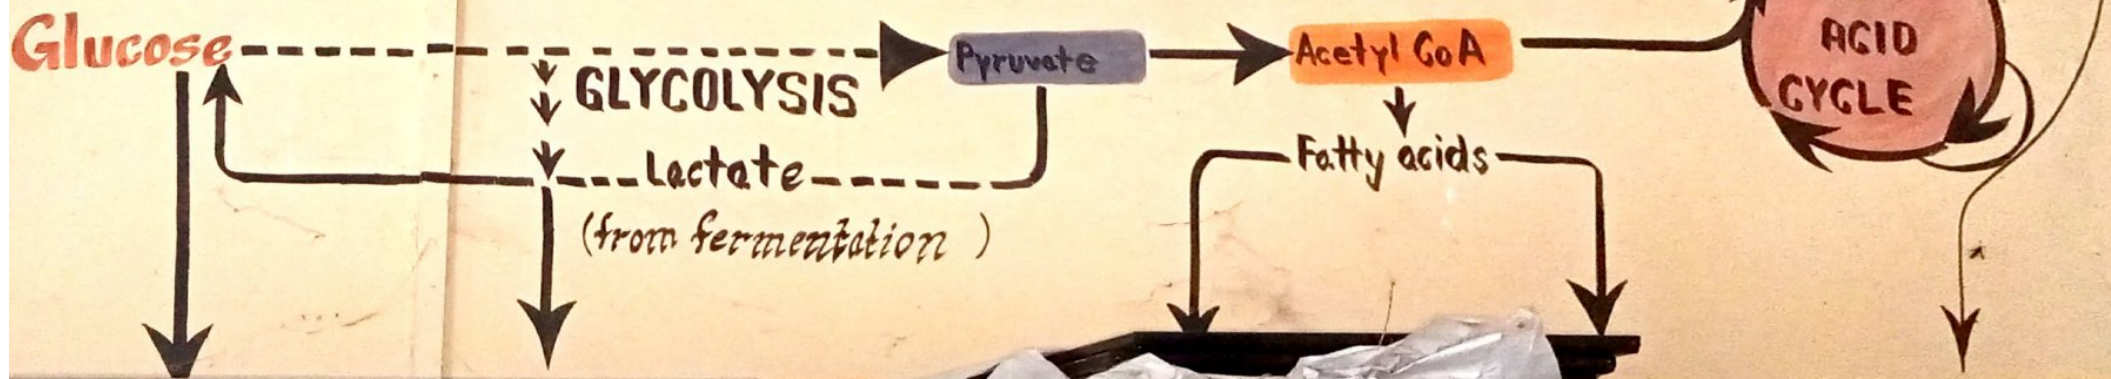 Glucose
Pyruvate
Acetyl CoA
ACID
CYCLE
GLYCOLYSIS
Lactate
Fatty acids
(from fermentation )